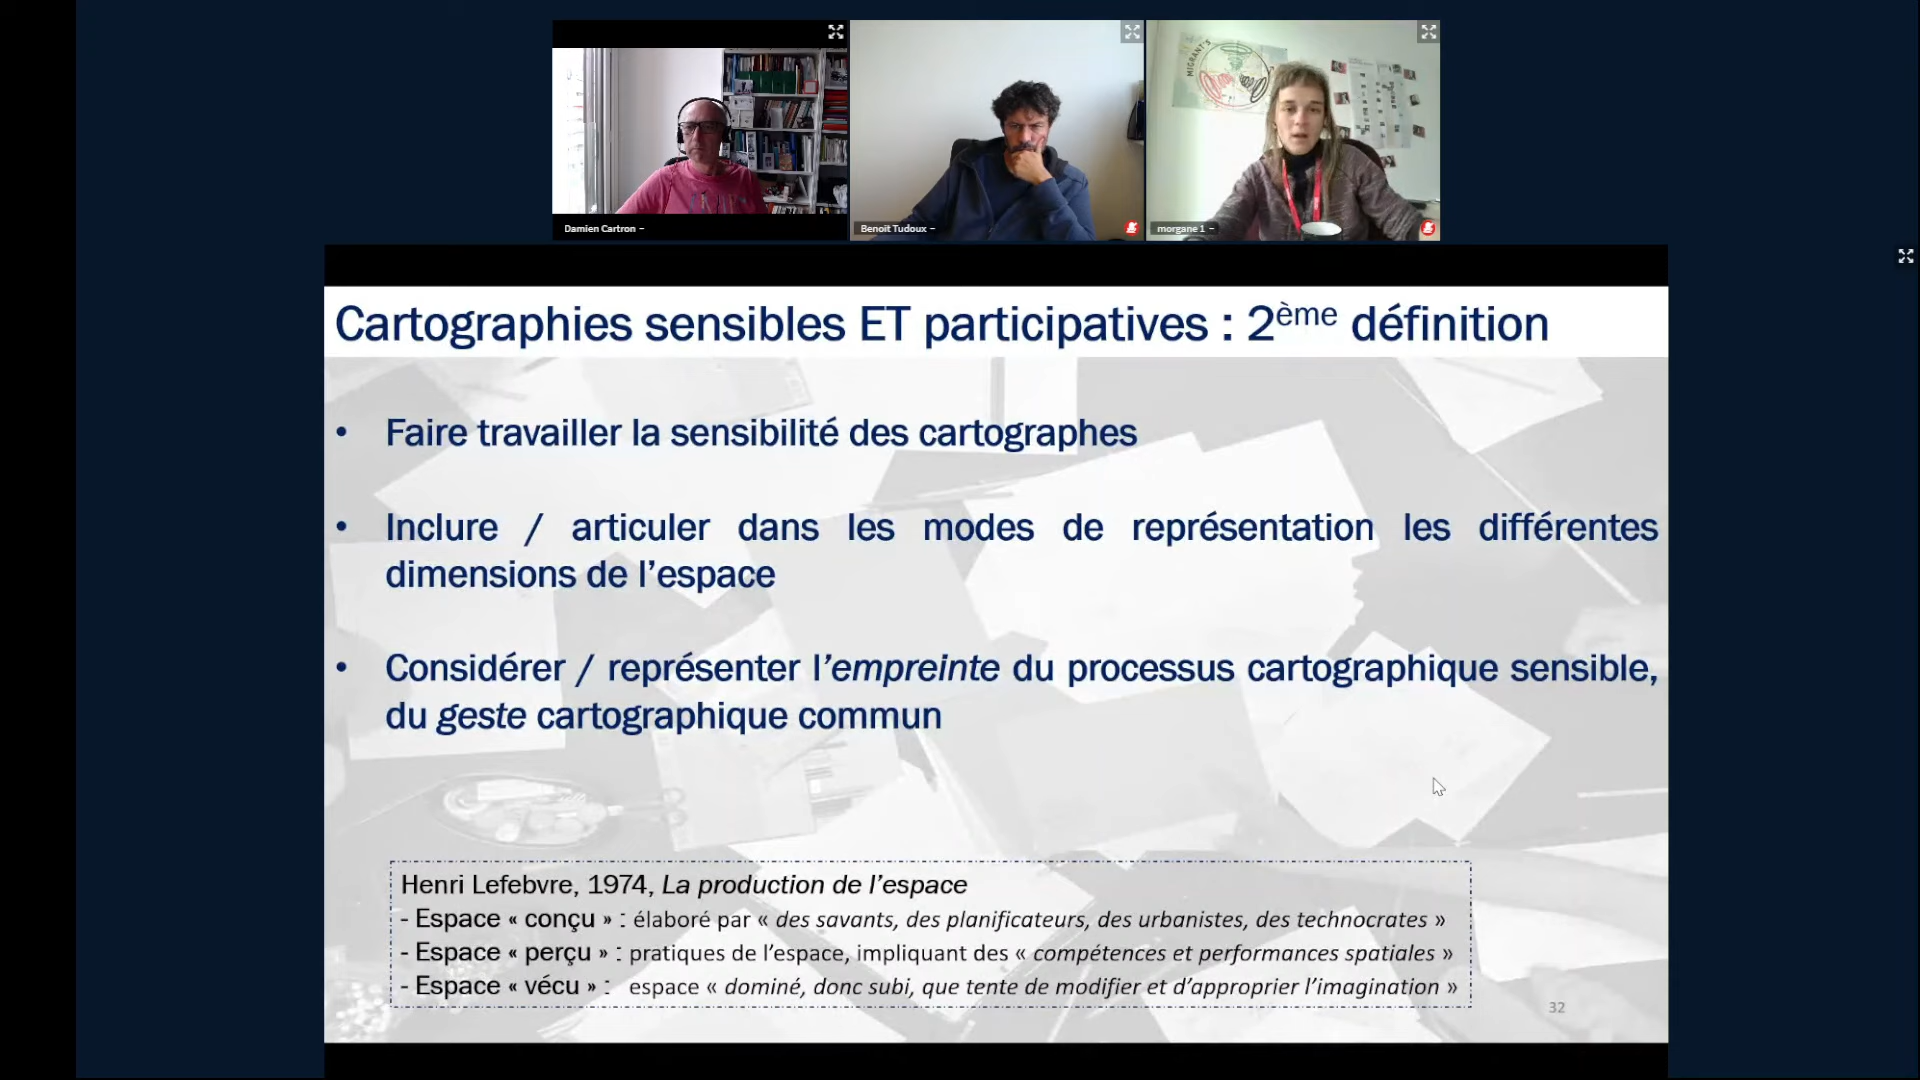 MIGRANT'S
Damien Cartron –
Benoit Tudoux –
morgane 1 –
Cartographies sensibles ET participatives : 2ème définition
• Faire travailler la sensibilité des cartographes
• Inclure / articuler dans les modes de représentation les différentes
dimensions de l’espace
• Considérer / représenter l’empreinte du processus cartographique sensible,
du geste cartographique commun
Henri Lefebvre, 1974, La production de l’espace
- Espace « conçu » : élaboré par « des savants, des planificateurs, des urbanistes, des technocrates »
- Espace « perçu » : pratiques de l’espace, impliquant des « compétences et performances spatiales »
- Espace « vécu » : espace « dominé, donc subi, que tente de modifier et d’approprier l’imagination »
32